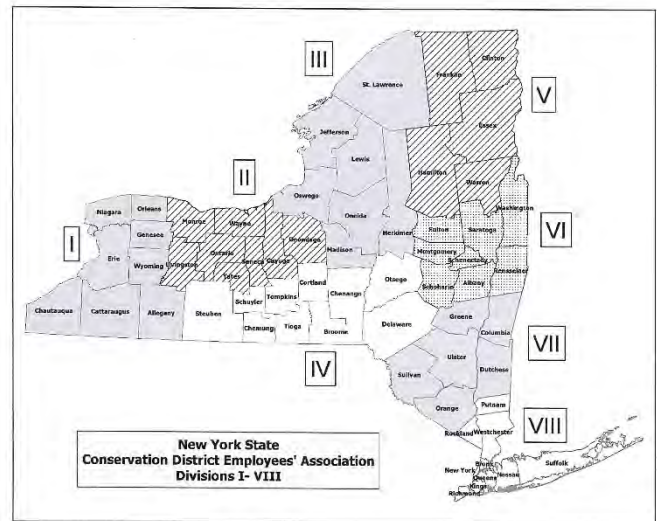 III
St. Lawrence
Franklin
Clinton
V
Essex
Jefferson
Lewis
Hamilton
II
Warren
Oswego
Washington
Niagara
Orleans
Monroe
Wayne
Oneida
Herkimer
Fulton
Saratoga
VI
I
Genesee
Onondaga
Madison
Montgomery
Schenectady
Erie
Wyoming
Livingston
Ontario
Seneca
Cayuga
Yates
Otsego
Schoharie
Albany
Rensselaer
Cortland
Chenango
Schuyler
Tompkins
Greene
Chautauqua
Cattaraugus
Allegany
Steuben
Chemung
Tioga
Broome
Delaware
Columbia
IV
Ulster
VII
Sullivan
Dutchess
Orange
Putnam
VIII
Rockland
Westchester
New York State
Conservation District Employees' Association
Divisions I- VIII
Bronx
New York
Queens
Nassau
Suffolk
Kings
Richmond